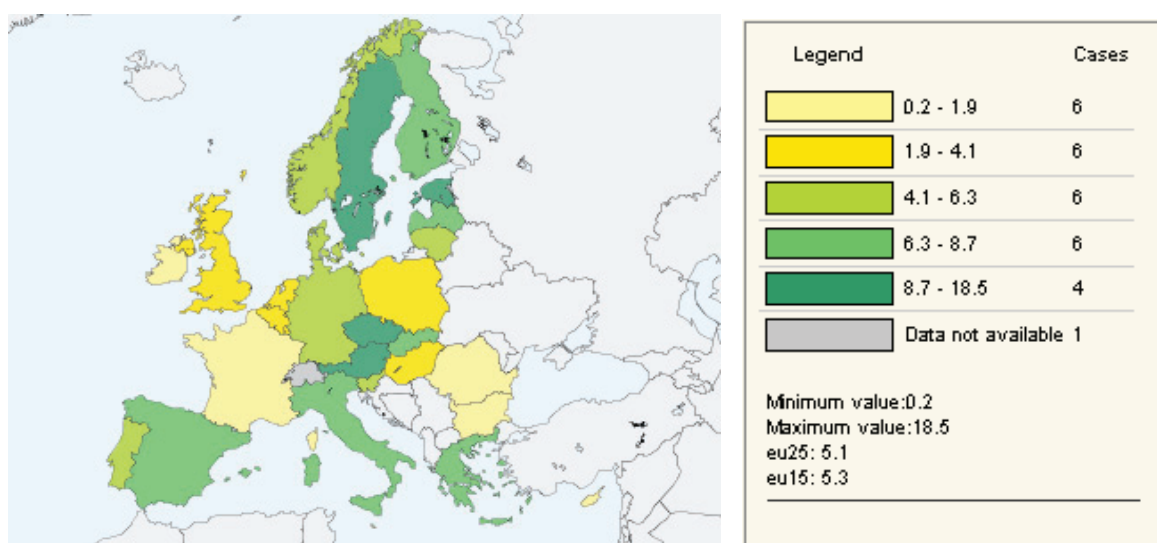 Legend Cases
0.2 - 1.9 6
1.9 - 4.1 6
4.1 - 6.3 6
6.3 - 8.7 6
8.7 - 18.5 4
Data not available 1
Minimum value:0.2
Maximum value:18.5
eu25: 5.1
eu15: 5.3